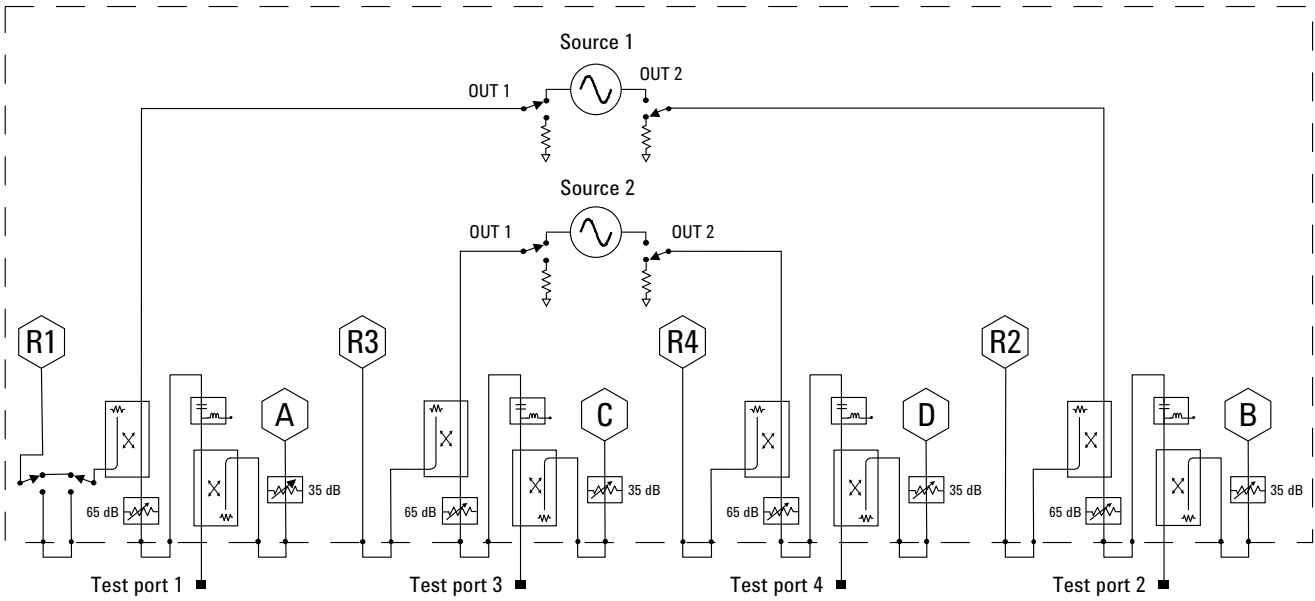 Source 1
OUT 1
OUT 2
Source 2
OUT 1
OUT 2
R1
R3
R4
R2
A
C
D
B
35 dB
35 dB
35 dB
35 dB
65 dB
65 dB
65 dB
65 dB
Test port 1
Test port 3
Test port 4
Test port 2